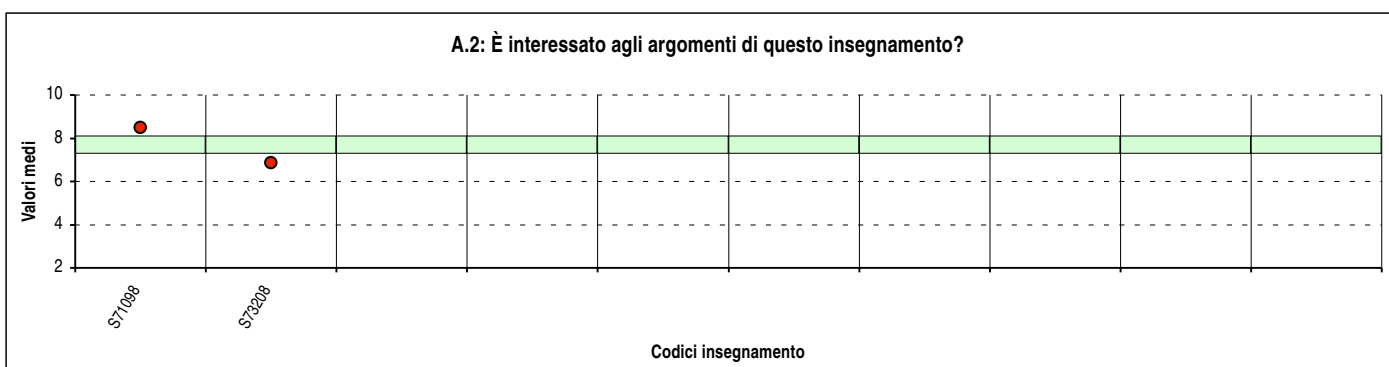 A.2: È interessato agli argomenti di questo insegnamento?
10
8
6
4
2
Valori medi
S71098
S73208
Codici insegnamento